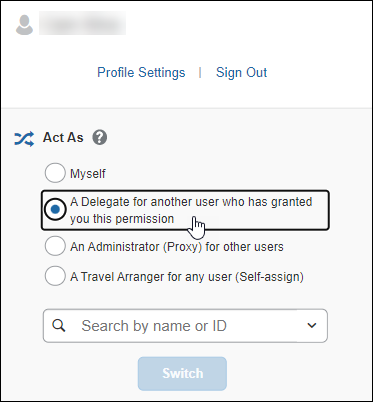 Profile Settings | Sign Out
Act As ?
Myself
A Delegate for another user who has granted
you this permission
An Administrator (Proxy) for other users
A Travel Arranger for any user (Self-assign)
Search by name or ID
Switch